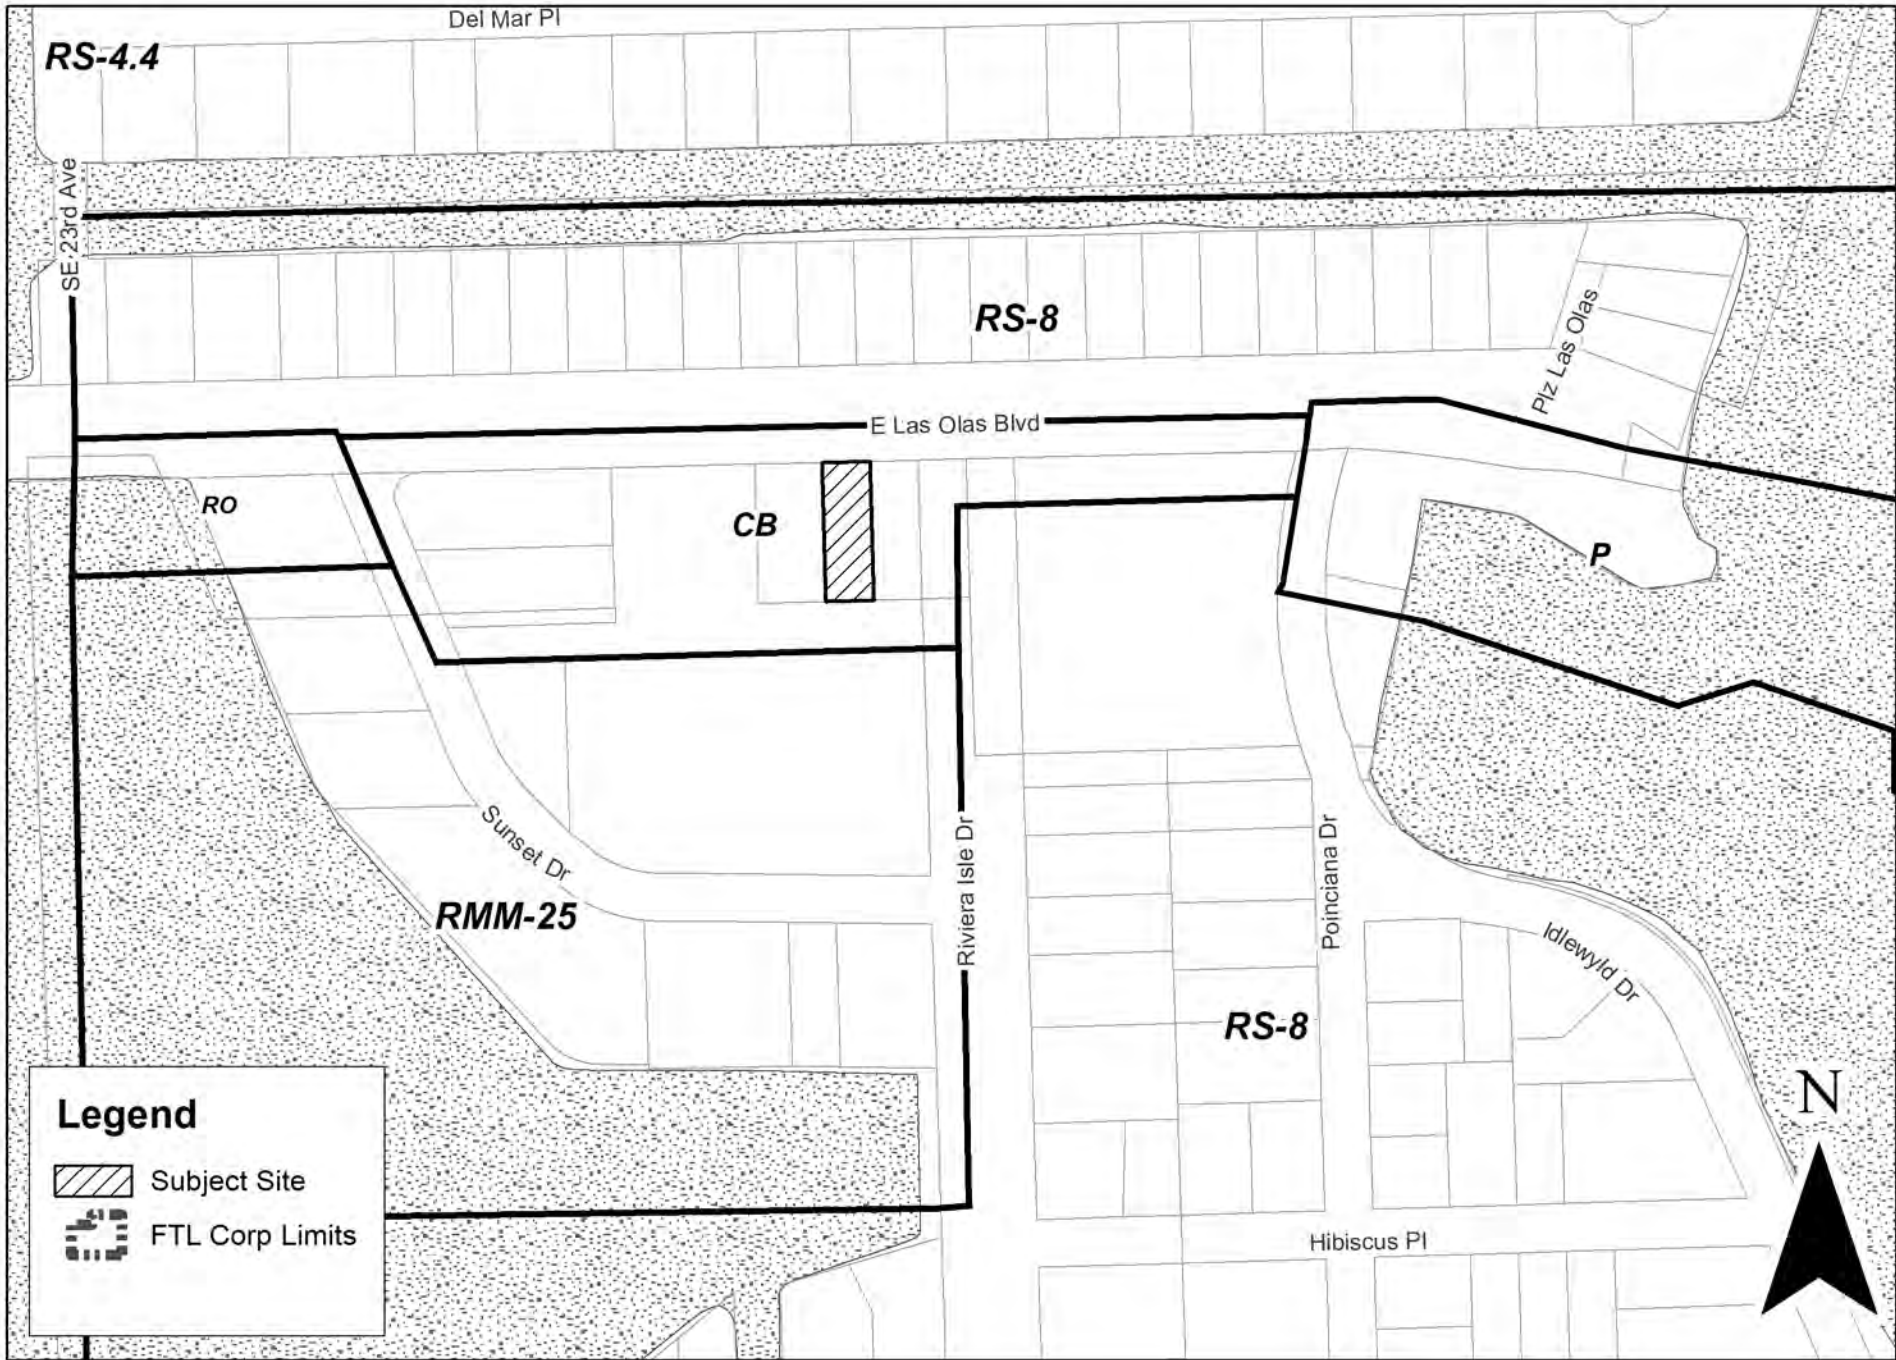 Del Mar Pl
RS-4.4
SE 23rd Ave
RS-8
Plz Las Olas
E Las Olas Blvd
RO
CB
P
Sunset Dr
Riviera Isle Dr
Poinciana Dr
RMM-25
Idlewyld Dr
RS-8
N
Legend
Subject Site
FTL Corp Limits
Hibiscus Pl